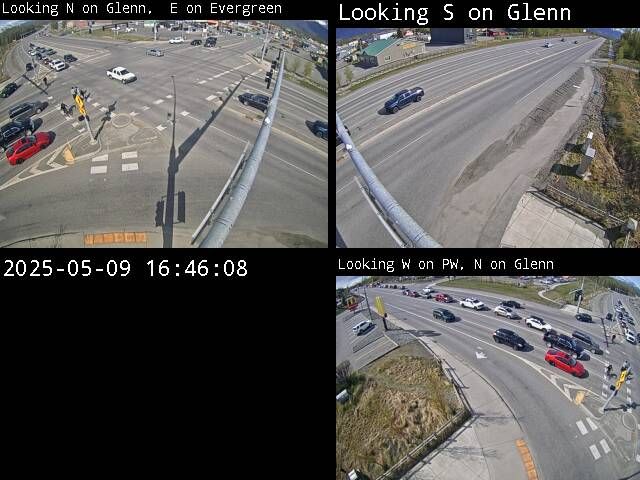 Looking N on Glenn,  E on Evergreen
Looking S on Glenn
2025-05-09 16:46:08
Looking W on PW, N on Glenn